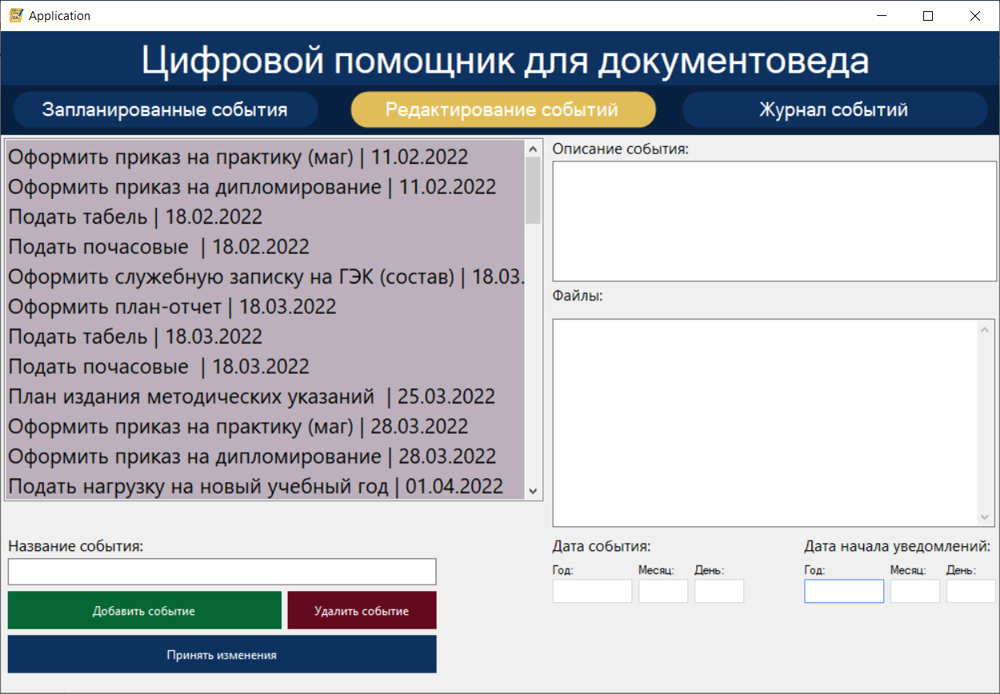 Application
Цифровой помощник для документоведа
Запланированные события
Редактирование событий
Журнал событий
Оформить приказ на практику (маг) | 11.02.2022
Оформить приказ на дипломирование | 11.02.2022
Подать табель | 18.02.2022
Подать почасовые  | 18.02.2022
Оформить служебную записку на ГЭК (состав) | 18.03.
Оформить план-отчет | 18.03.2022
Подать табель | 18.03.2022
Подать почасовые  | 18.03.2022
План издания методических указаний  | 25.03.2022
Оформить приказ на практику (маг) | 28.03.2022
Оформить приказ на дипломирование | 28.03.2022
Подать нагрузку на новый учебный год | 01.04.2022
Описание события:
Файлы:
Название события:
Добавить событие
Удалить событие
Принять изменения
Дата события:
Год: Месяц: День:
Дата начала уведомлений:
Год: Месяц: День: